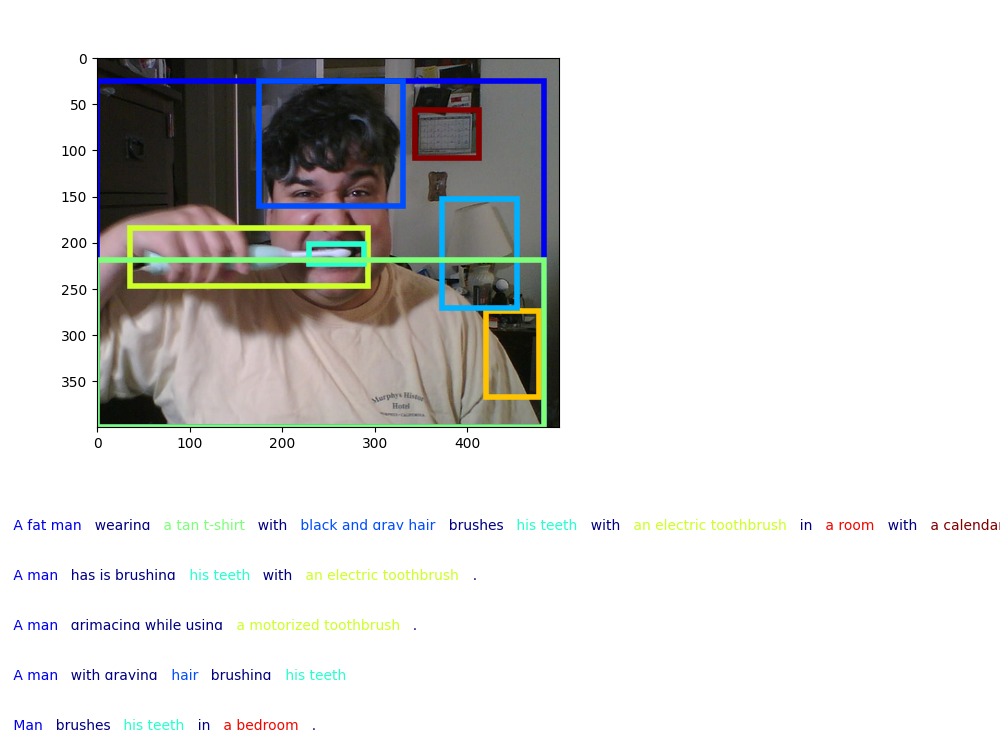 0
50
100
150
200
250
300
350
0 100 200 300 400
Murphys Histor
Hotel
A fat man wearing a tan t-shirt with black and gray hair brushes his teeth with an electric toothbrush in a room with a calendar
A man has is brushing his teeth with an electric toothbrush .
A man grimacing while using a motorized toothbrush .
A man with graying hair brushing his teeth
Man brushes his teeth in a bedroom .